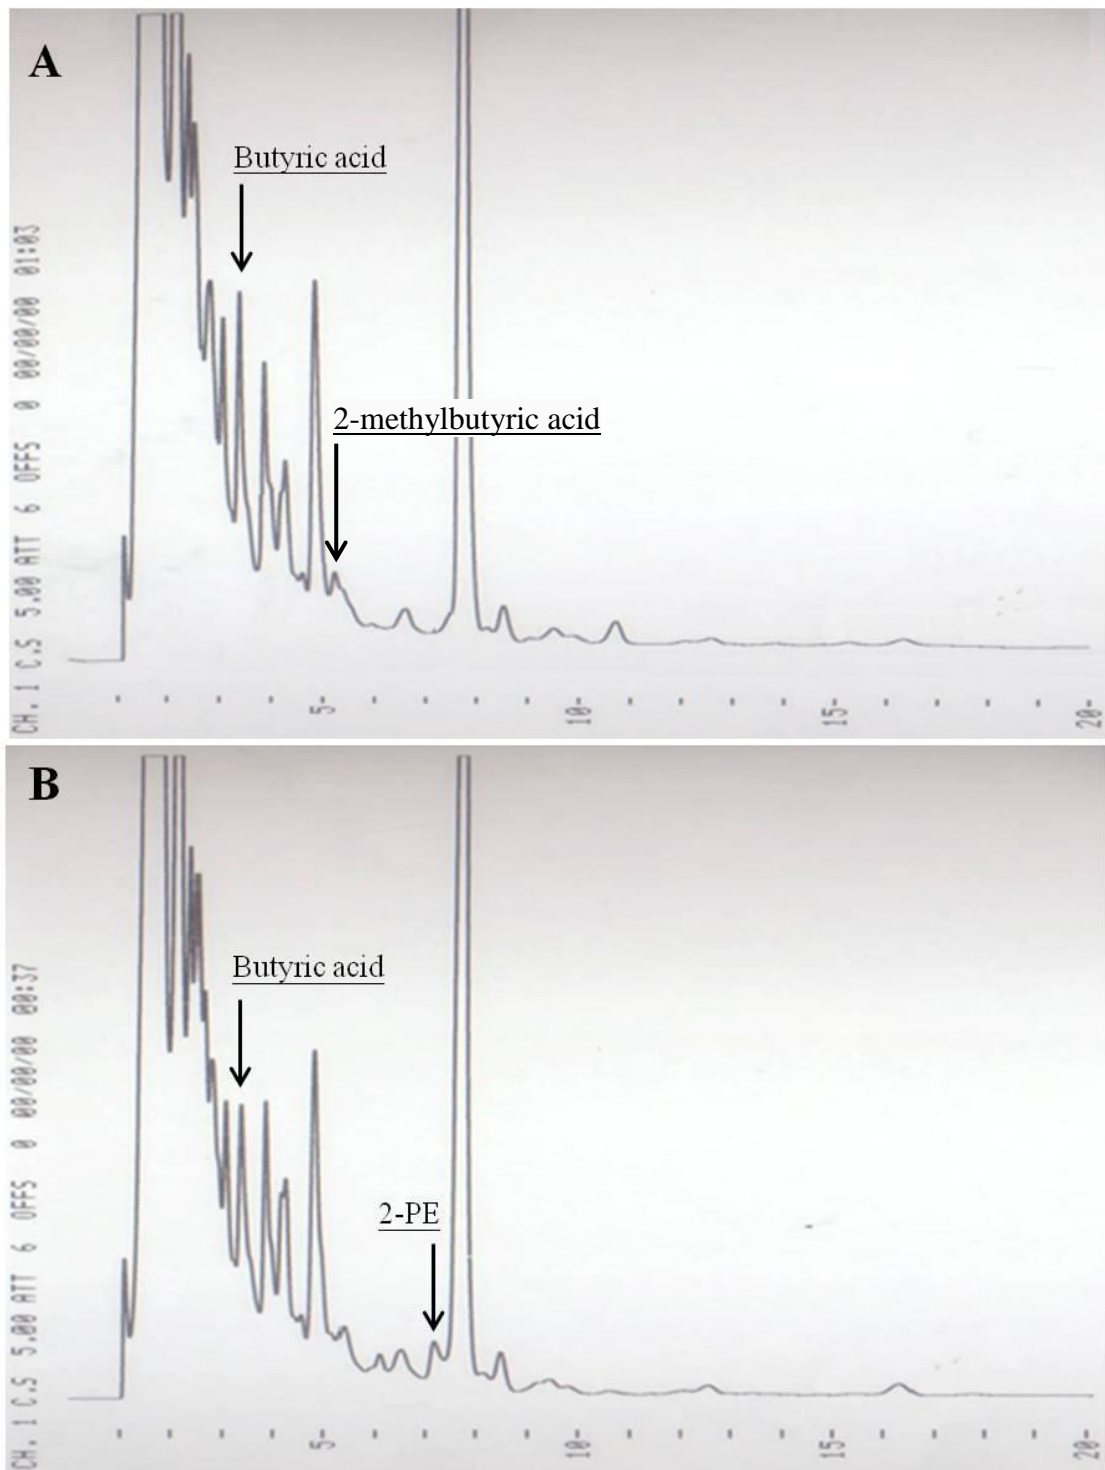 A
Butyric acid
2-methylbutyric acid
CH. 1 C.S 5.00 ATT 6 OFFS 0 00/00/00 01:03
5-
10-
15-
20-
B
Butyric acid
2-PE
CH. 1 C.S 5.00 ATT 6 OFFS 0 00/00/00 00:37
5-
10-
15-
20-